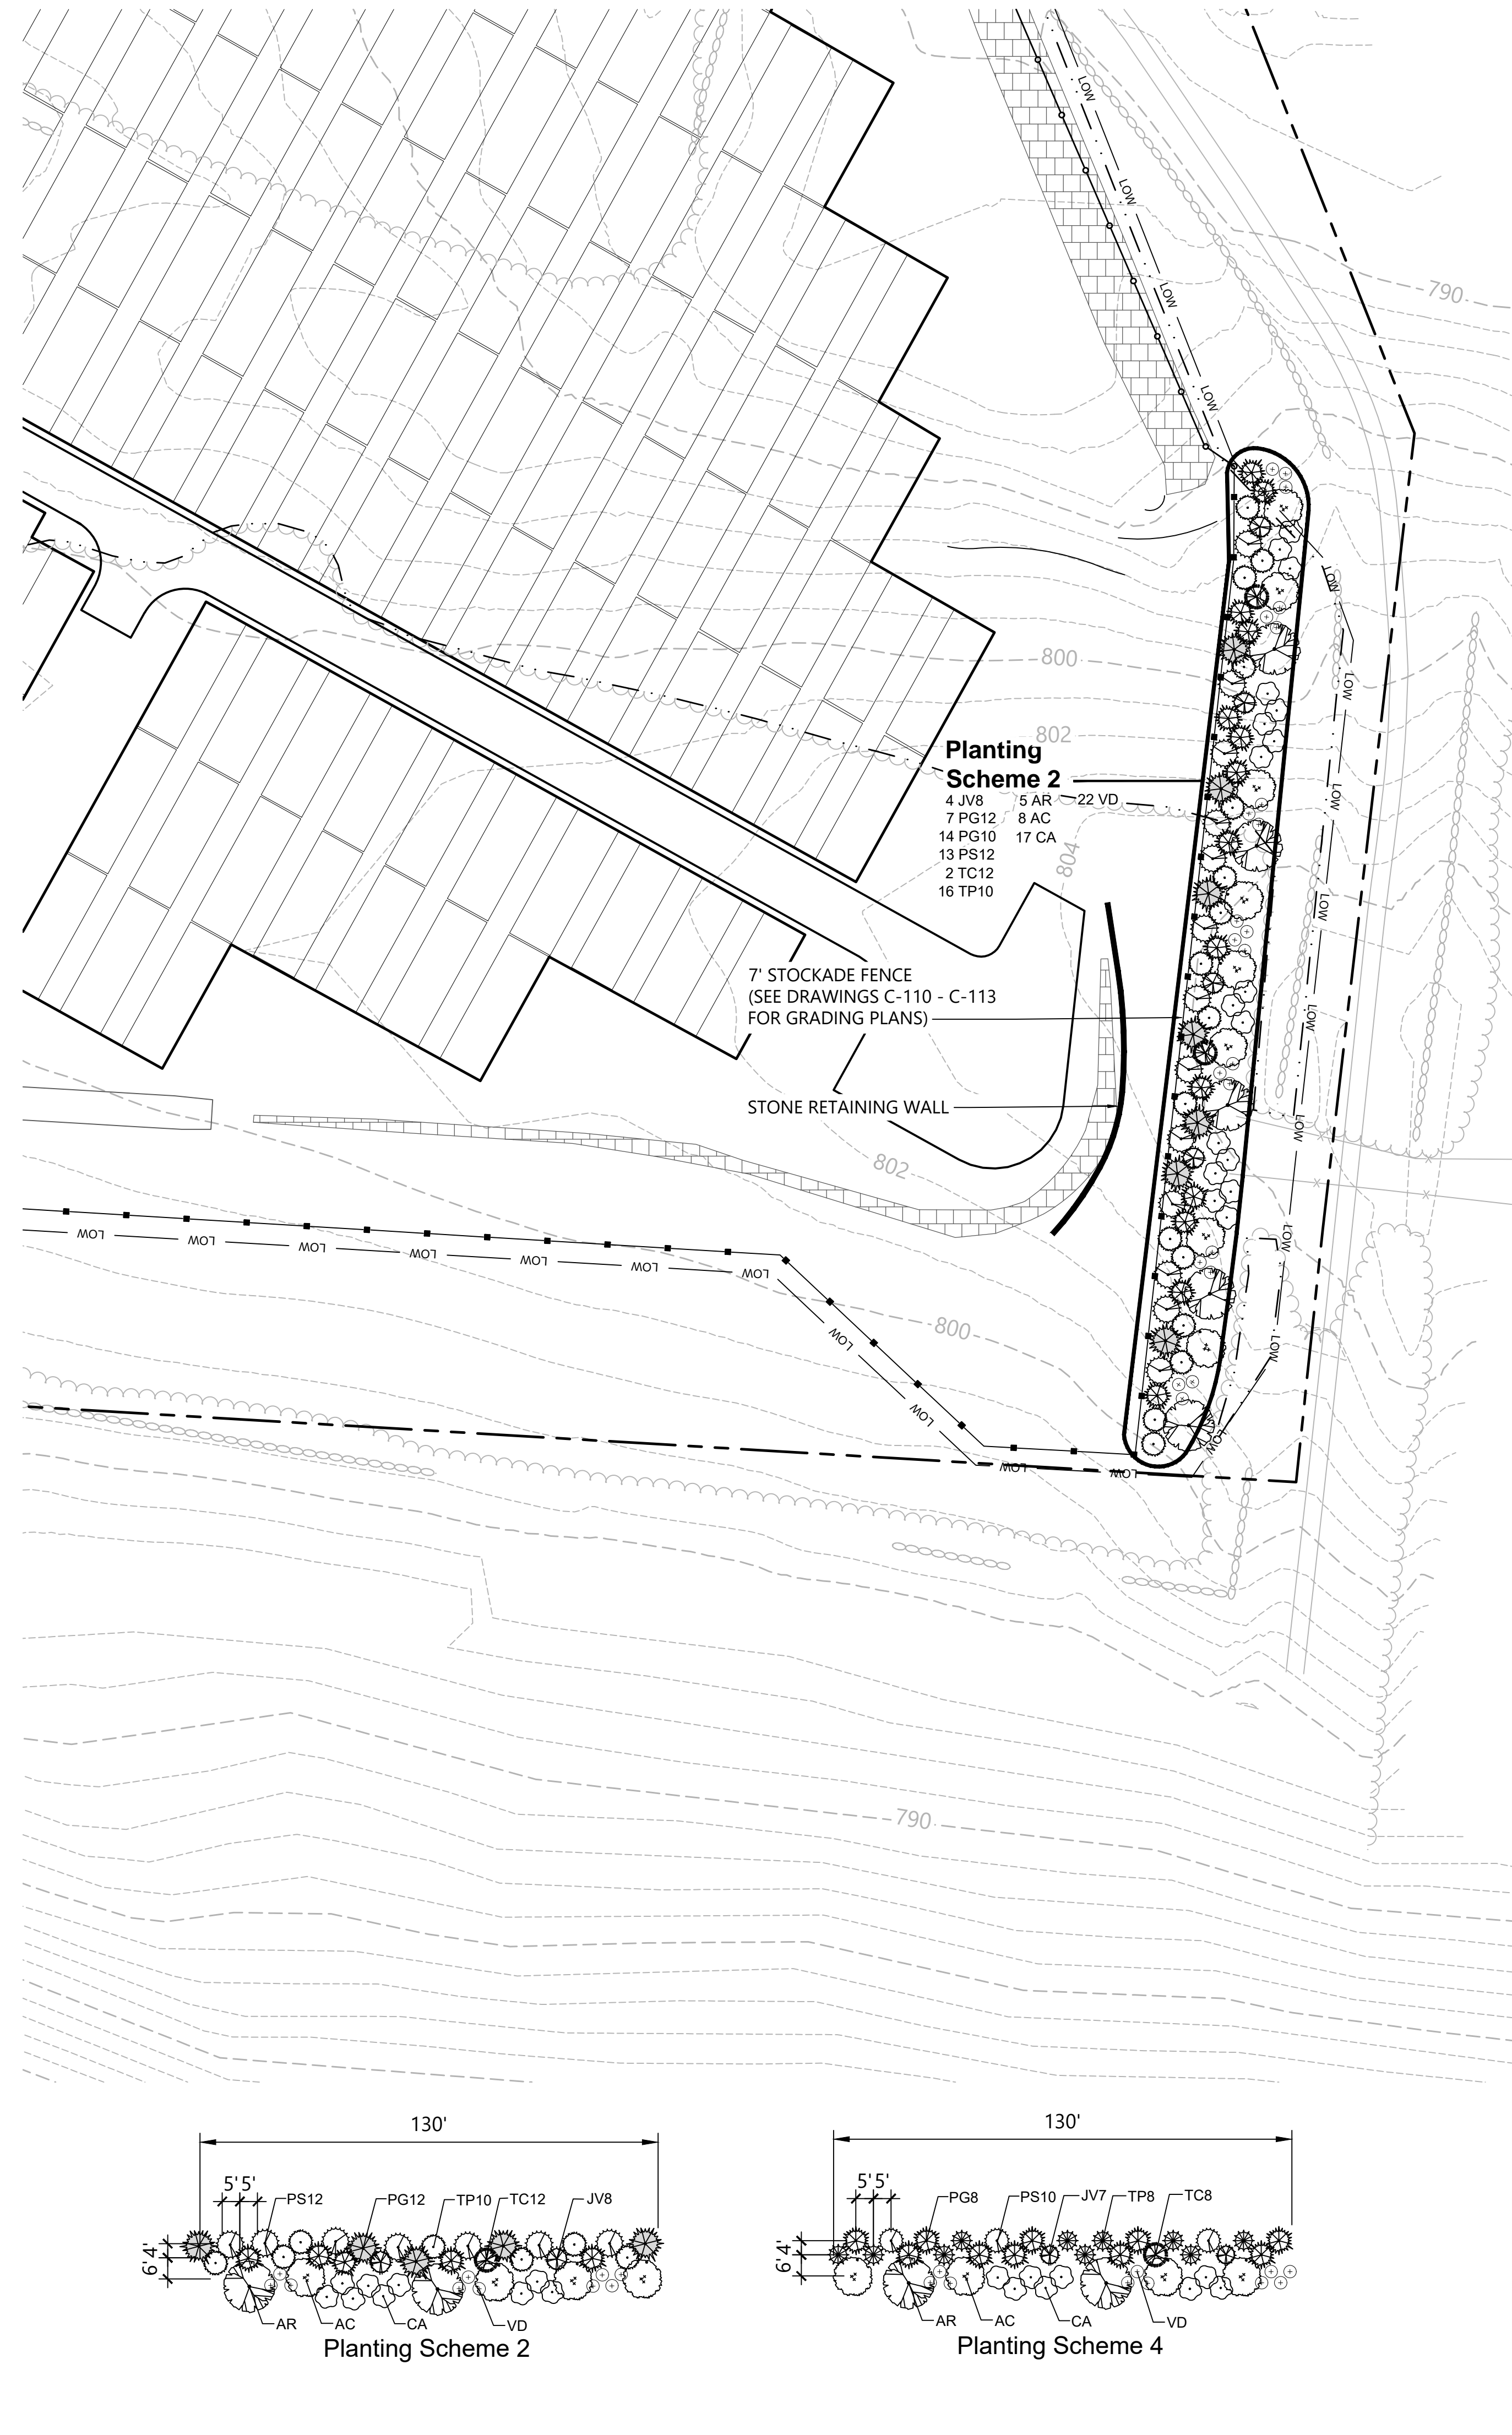 LOW
LOW
LOW
LOW
790
LOW
800
LOW
802
Planting
Scheme 2
4 JV8 5 AR 22 VD
7 PG12 8 AC
14 PG10 17 CA
13 PS12
2 TC12
16 TP10
LOW
804
LOW
7' STOCKADE FENCE
(SEE DRAWINGS C-110 - C-113
FOR GRADING PLANS)
LOW
STONE RETAINING WALL
LOW
802
X
X
LOW
LOW
LOW
LOW
LOW
LOW
LOW
LOW
800
LOW
LOW
LOW
LOW
LOW
LOW
790
130'
5' 5'
PS12
PG12
TP10
TC12
JV8
4'
6'
AR
AC
CA
VD
Planting Scheme 2
130'
5' 5'
PG8
PS10
JV7
TP8
TC8
4'
6'
AR
AC
CA
VD
Planting Scheme 4